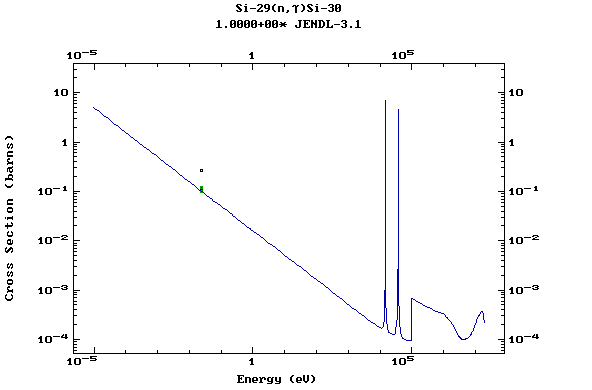 Si-29(n,γ)Si-30
1.0000+00* JENDL-3.1
10⁻⁵ 1 10⁵
10 10
1 1
10⁻¹ 10⁻¹
10⁻² 10⁻²
10⁻³ 10⁻³
10⁻⁴ 10⁻⁴
10⁻⁵ 1 10⁵
Cross Section (barns)
Energy (eV)